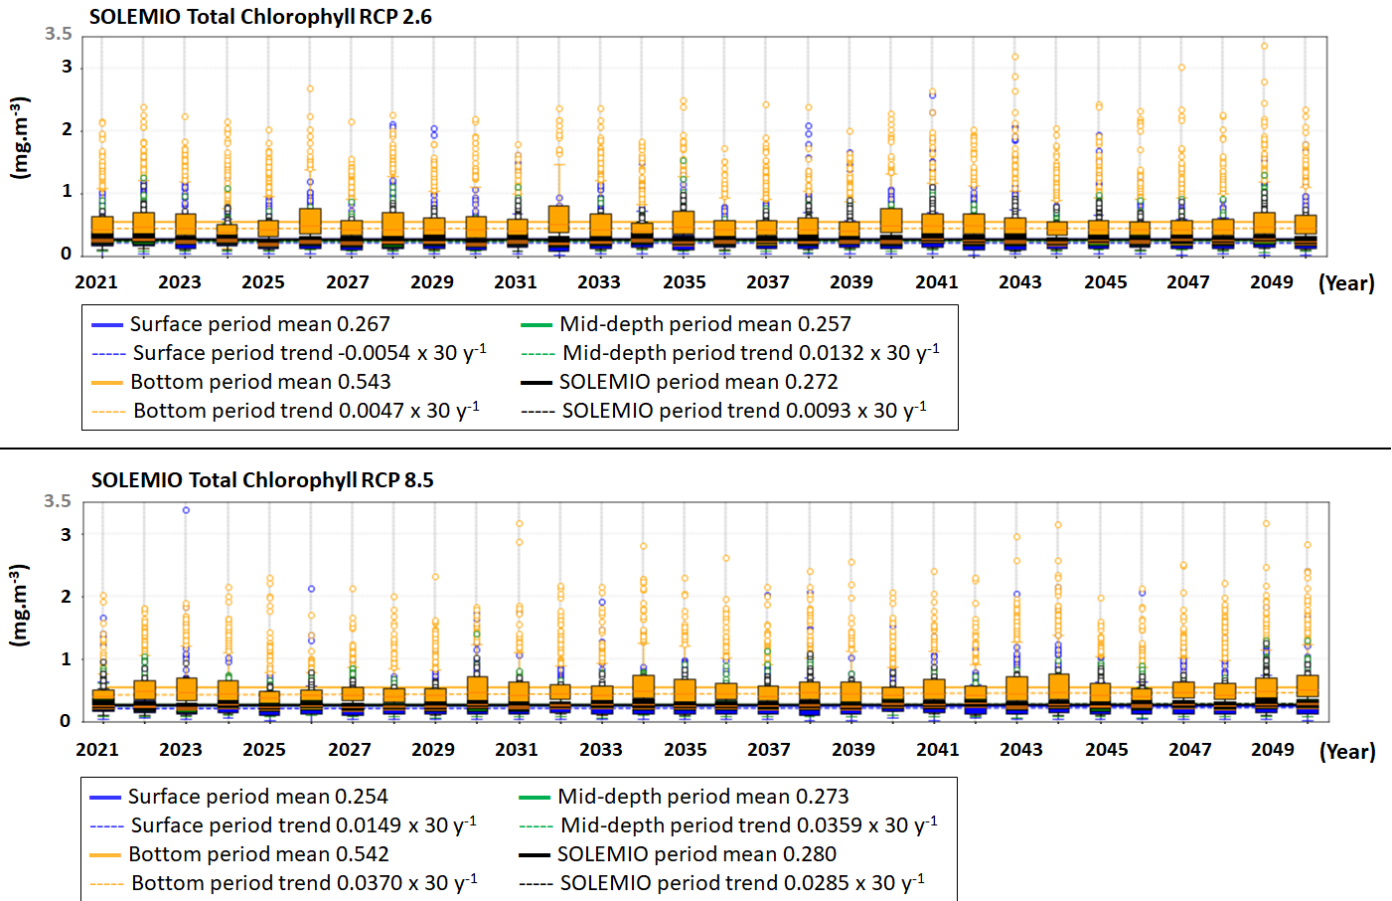 SOLEMIO Total Chlorophyll RCP 2.6
3.5
3
2
1
0
(mg.m⁻³)
2021 2023 2025 2027 2029 2031 2033 2035 2037 2039 2041 2043 2045 2047 2049 (Year)
Surface period mean 0.267 Mid-depth period mean 0.257
Surface period trend -0.0054 x 30 y⁻¹ Mid-depth period trend 0.0132 x 30 y⁻¹
Bottom period mean 0.543 SOLEMIO period mean 0.272
Bottom period trend 0.0047 x 30 y⁻¹ SOLEMIO period trend 0.0093 x 30 y⁻¹
SOLEMIO Total Chlorophyll RCP 8.5
3.5
3
2
1
0
(mg.m⁻³)
2021 2023 2025 2027 2029 2031 2033 2035 2037 2039 2041 2043 2045 2047 2049 (Year)
Surface period mean 0.254 Mid-depth period mean 0.273
Surface period trend 0.0149 x 30 y⁻¹ Mid-depth period trend 0.0359 x 30 y⁻¹
Bottom period mean 0.542 SOLEMIO period mean 0.280
Bottom period trend 0.0370 x 30 y⁻¹ SOLEMIO period trend 0.0285 x 30 y⁻¹